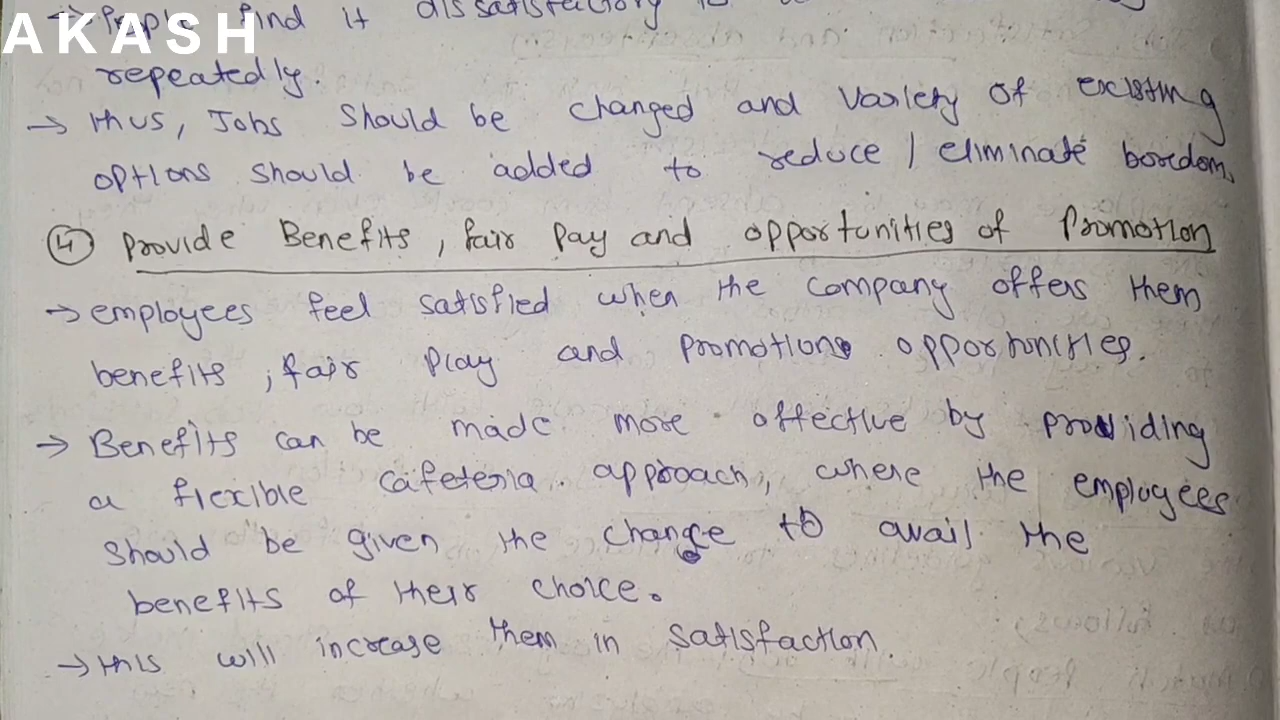 AKASH
→ People find it dissatisfactory to
repeatedly.
→ thus, Jobs should be changed and variety of existing
options should be added to reduce / eliminate boredom.
④ Provide Benefits, fair pay and opportunities of Promotion
→ employees feel satisfied when the company offers them
benefits, fair play and promotions opportunities.
→ Benefits can be made more effective by providing
a flexible cafeteria. approach, where the employees
should be given the change to avail the
benefits of their choice.
→ this will increase them in satisfaction.